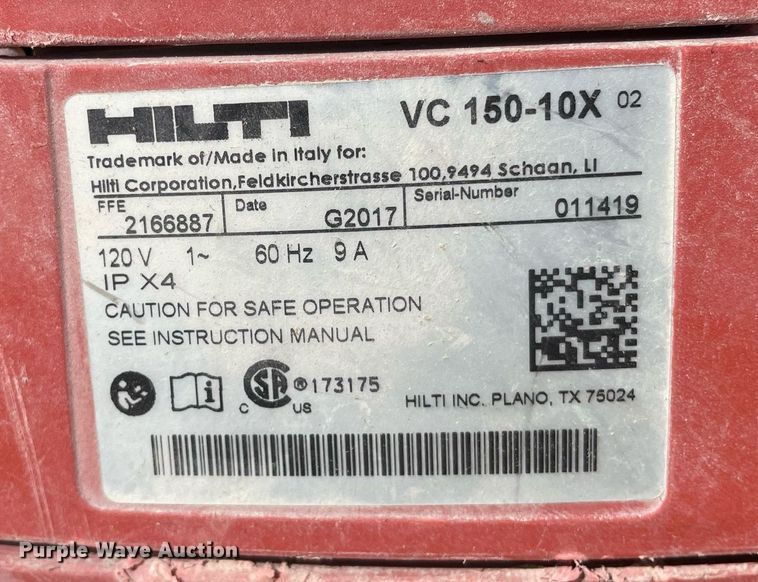 HILTI VC 150-10X 02
Trademark of/Made in Italy for:
Hilti Corporation,Feldkircherstrasse 100,9494 Schaan, LI
FFE 2166887 Date G2017 Serial-Number 011419
120 V 1~ 60 Hz 9 A
IP X4
CAUTION FOR SAFE OPERATION
SEE INSTRUCTION MANUAL
i C SA US ® 173175 HILTI INC. PLANO, TX 75024
Purple Wave Auction